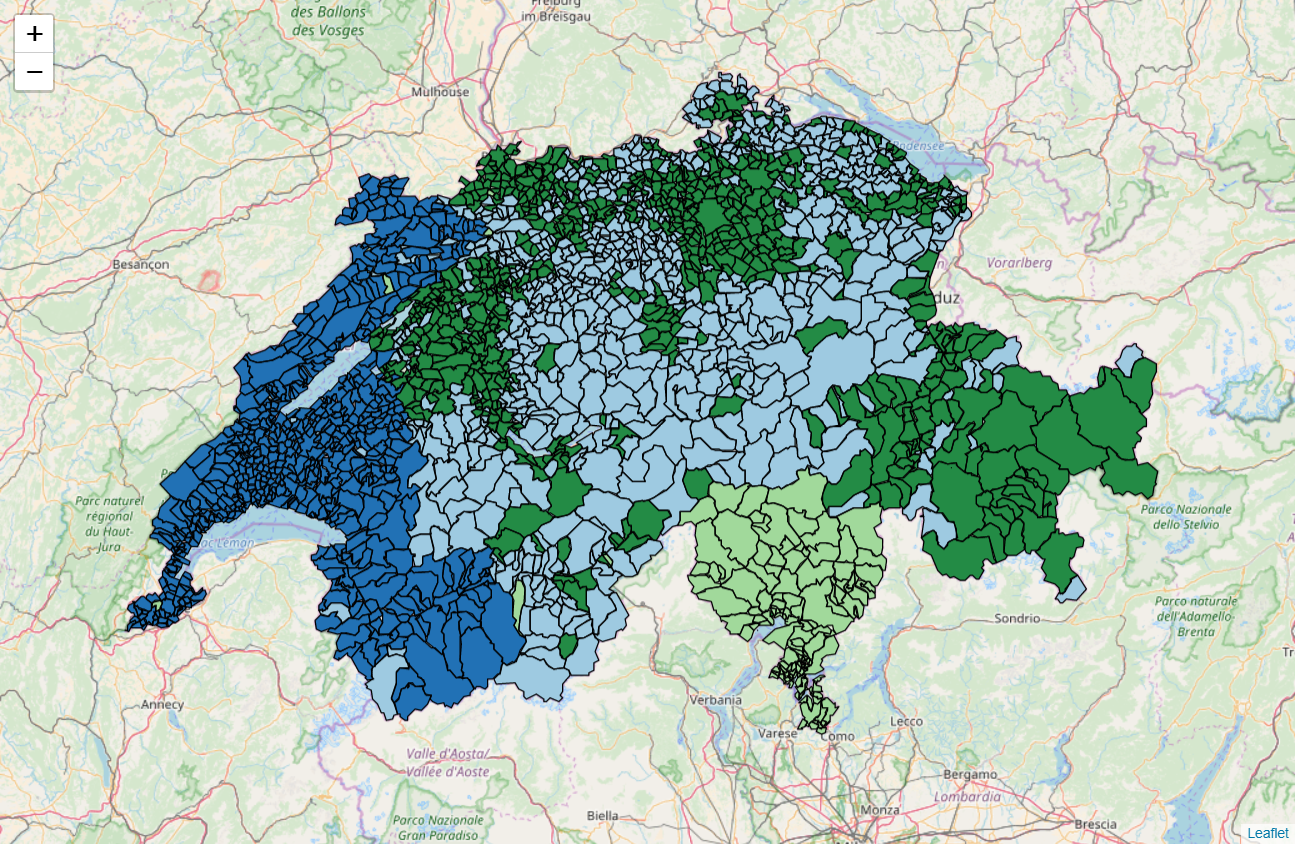 Freiburg
im Breisgau
des Ballons
des Vosges
+
−
Mulhouse
Bodensee
Besançon
Vorarlberg
duz
Parc naturel
régional
du Haut-
Jura
Lac Léman
Parco Nazionale
dello Stelvio
Parco naturale
dell'Adamello-
Brenta
Sondrio
Annecy
Verbania
Lecco
Varese
Como
Valle d'Aosta/
Vallée d'Aoste
Bergamo
Lombardia
Biella
Monza
Brescia
Parco Nazionale
Gran Paradiso
Leaflet